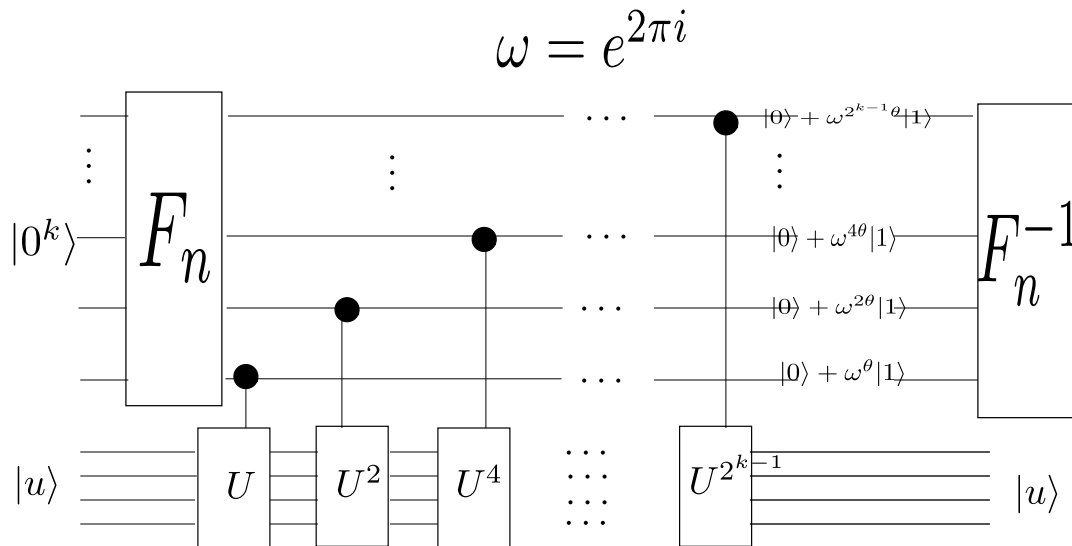 ω = e^{2πi}
|0⟩ + ω^{2^{k−1}θ}|1⟩
⋮ ⋮ ⋮
|0^k⟩ F_n · · · |0⟩ + ω^{4θ}|1⟩ F_n^{−1}
· · · |0⟩ + ω^{2θ}|1⟩
· · · |0⟩ + ω^{θ}|1⟩
|u⟩ U U^2 U^4 · · · U^{2^{k−1}} |u⟩